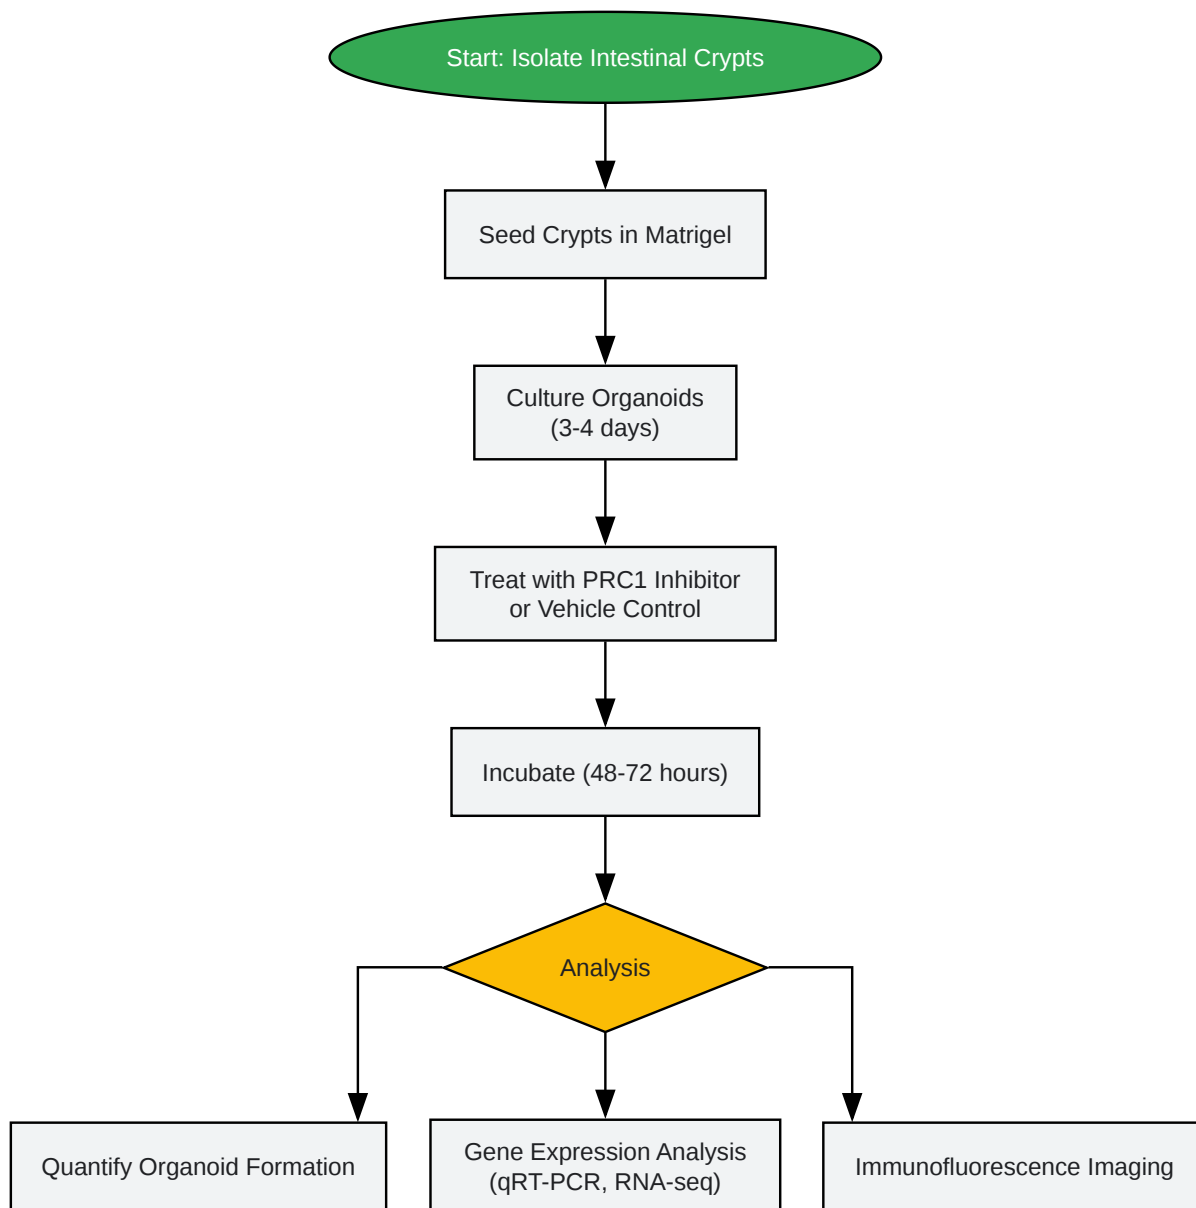 Start: Isolate Intestinal Crypts
Seed Crypts in Matrigel
Culture Organoids
(3-4 days)
Treat with PRC1 Inhibitor
or Vehicle Control
Incubate (48-72 hours)
Analysis
Quantify Organoid Formation
Gene Expression Analysis
(qRT-PCR, RNA-seq)
Immunofluorescence Imaging